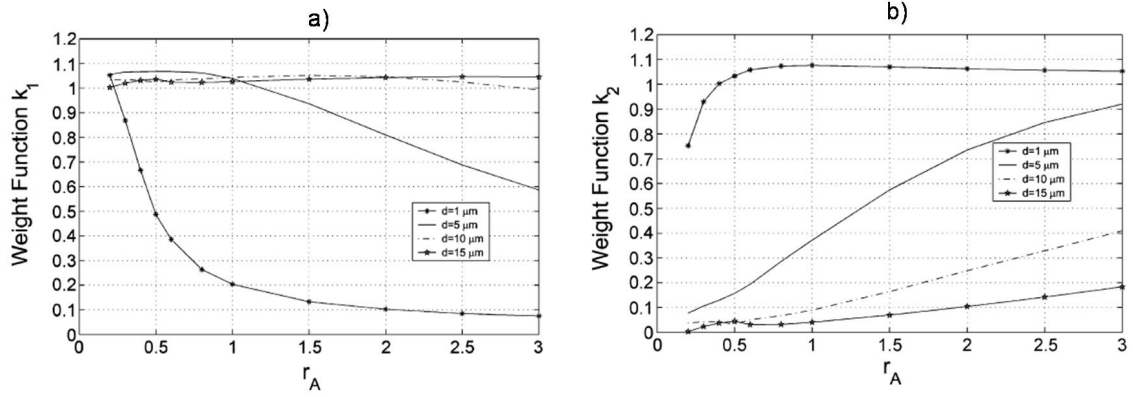 a)
1.2
1.1
1
0.9
0.8
0.7
0.6
0.5
0.4
0.3
0.2
0.1
0
Weight Function k1
d=1 μm
d=5 μm
d=10 μm
d=15 μm
0 0.5 1 1.5 2 2.5 3
rA
b)
1.2
1.1
1
0.9
0.8
0.7
0.6
0.5
0.4
0.3
0.2
0.1
0
Weight Function k2
d=1 μm
d=5 μm
d=10 μm
d=15 μm
0 0.5 1 1.5 2 2.5 3
rA